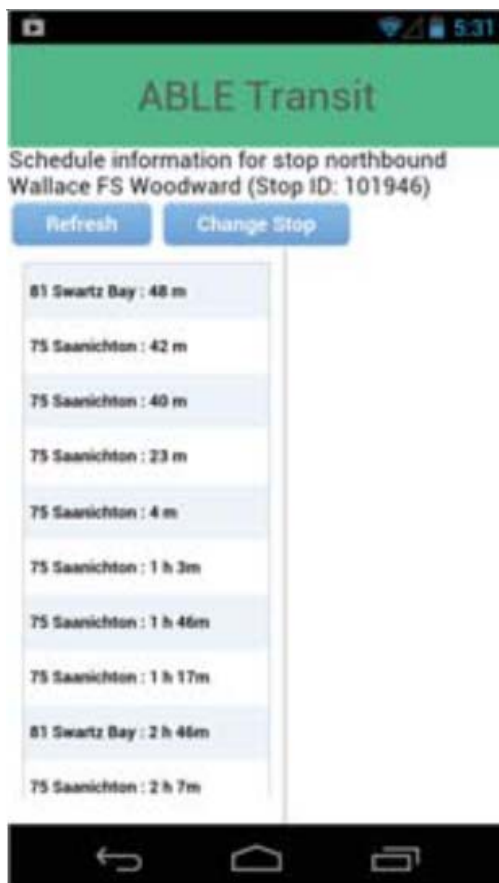 5:31
ABLE Transit
Schedule information for stop northbound
Wallace FS Woodward (Stop ID: 101946)
Refresh Change Stop
81 Swartz Bay : 48 m
75 Saanichton : 42 m
75 Saanichton : 40 m
75 Saanichton : 23 m
75 Saanichton : 4 m
75 Saanichton : 1 h 3m
75 Saanichton : 1 h 46m
75 Saanichton : 1 h 17m
81 Swartz Bay : 2 h 46m
75 Saanichton : 2 h 7m